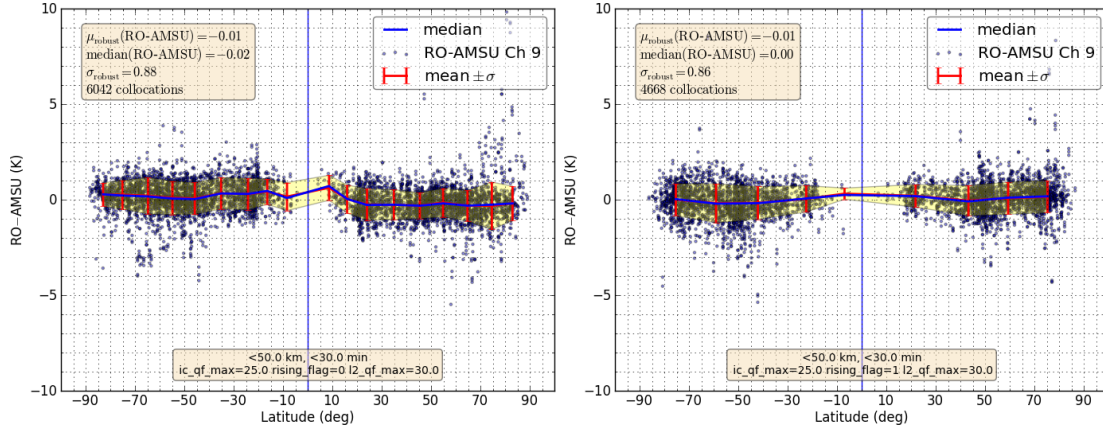 μrobust(RO-AMSU) = −0.01
median(RO-AMSU) = −0.02
σrobust = 0.88
6042 collocations
median
RO-AMSU Ch 9
mean ±σ
10
5
0
−5
−10
RO−AMSU (K)
<50.0 km, <30.0 min
ic_qf_max=25.0 rising_flag=0 l2_qf_max=30.0
−90 −70 −50 −30 −10 10 30 50 70 90
Latitude (deg)
μrobust(RO-AMSU) = −0.01
median(RO-AMSU) = 0.00
σrobust = 0.86
4668 collocations
median
RO-AMSU Ch 9
mean ±σ
10
5
0
−5
−10
RO−AMSU (K)
<50.0 km, <30.0 min
ic_qf_max=25.0 rising_flag=1 l2_qf_max=30.0
−90 −70 −50 −30 −10 10 30 50 70 90
Latitude (deg)